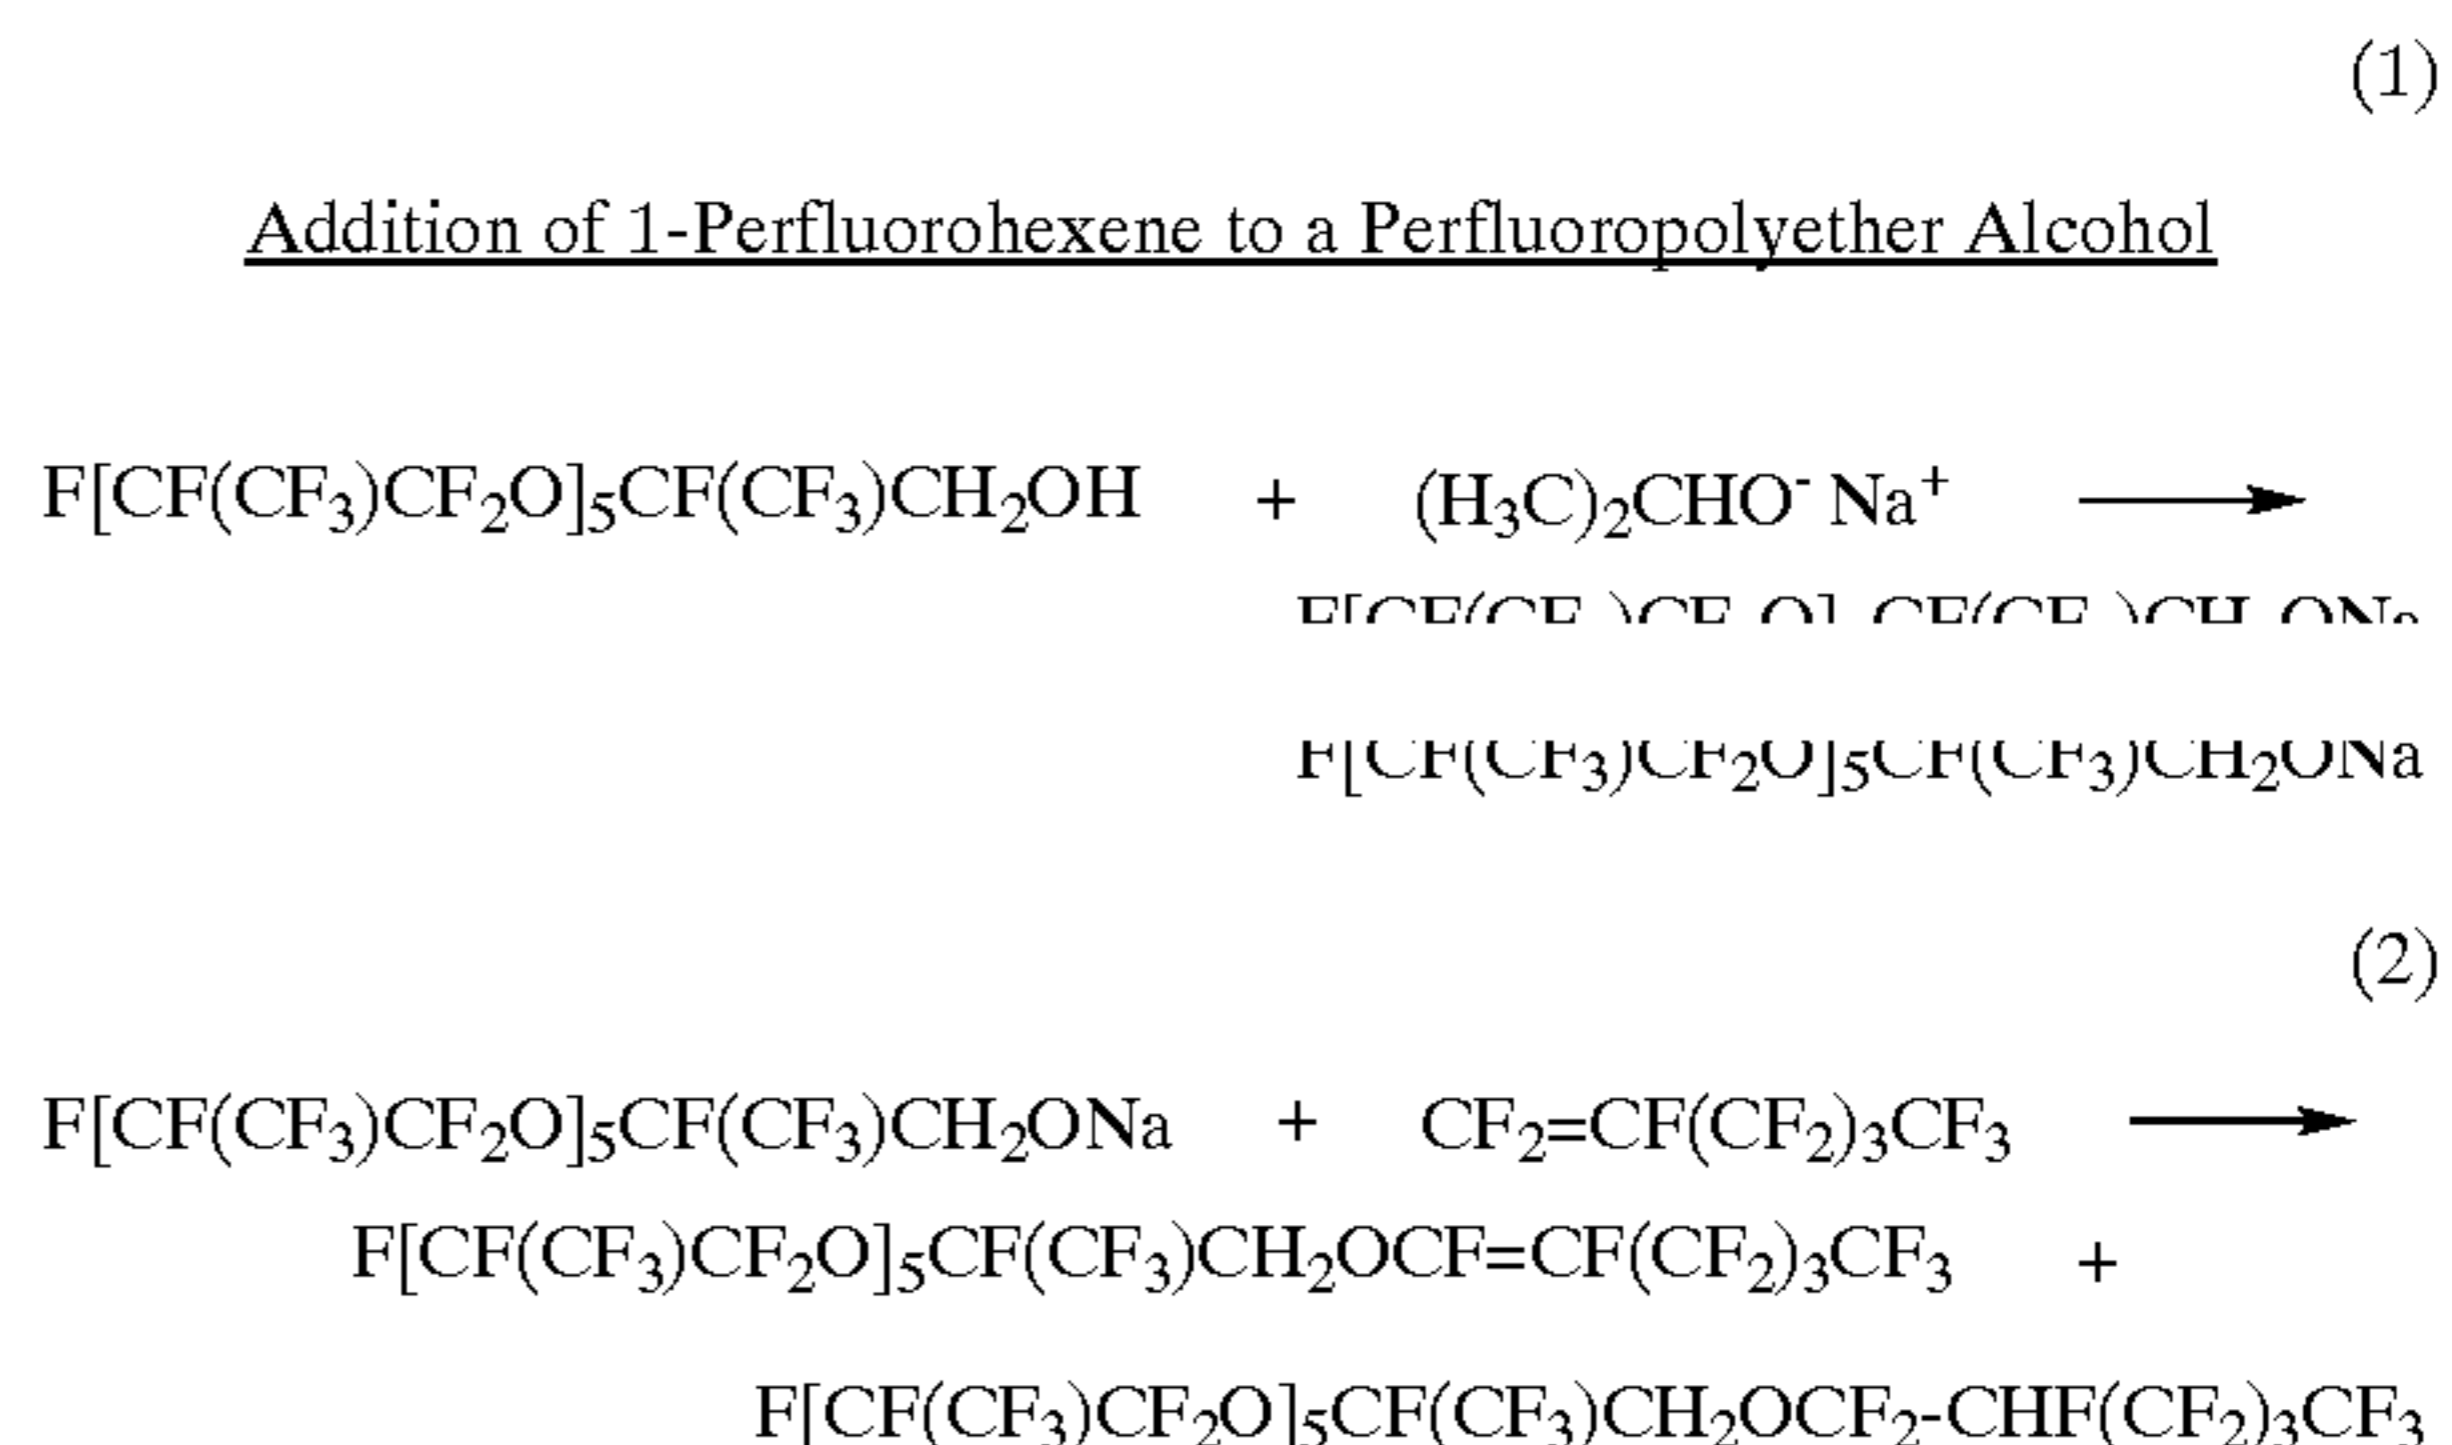 (1)
Addition of 1-Perfluorohexene to a Perfluoropolyether Alcohol
F[CF(CF₃)CF₂O]₅CF(CF₃)CH₂OH + (H₃C)₂CHO⁻ Na⁺ ⟶
F[CF(CF₃)CF₂O]₅CF(CF₃)CH₂ONa
(2)
F[CF(CF₃)CF₂O]₅CF(CF₃)CH₂ONa + CF₂=CF(CF₂)₃CF₃ ⟶
F[CF(CF₃)CF₂O]₅CF(CF₃)CH₂OCF=CF(CF₂)₃CF₃ +
F[CF(CF₃)CF₂O]₅CF(CF₃)CH₂OCF₂-CHF(CF₂)₃CF₃